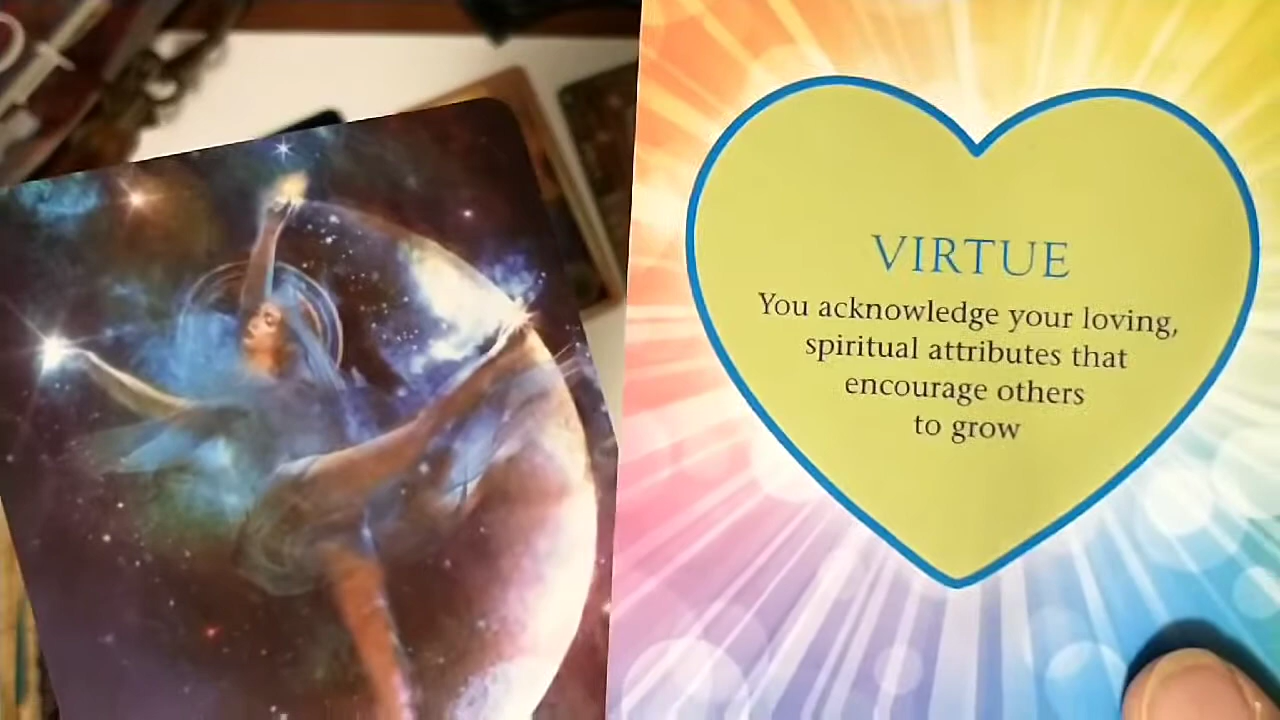 VIRTUE
You acknowledge your loving,
spiritual attributes that
encourage others
to grow